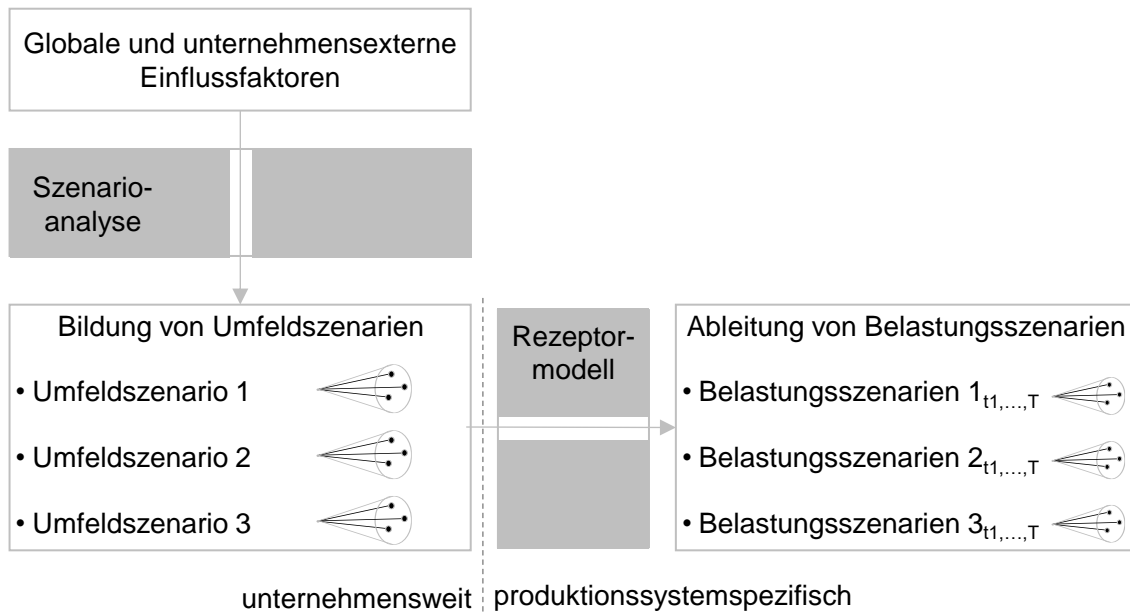 Globale und unternehmensexterne
Einflussfaktoren
Szenario-
analyse
Bildung von Umfeldszenarien
• Umfeldszenario 1
• Umfeldszenario 2
• Umfeldszenario 3
Rezeptor-
modell
Ableitung von Belastungsszenarien
• Belastungsszenarien 1t1,...,T
• Belastungsszenarien 2t1,...,T
• Belastungsszenarien 3t1,...,T
unternehmensweit
produktionssystemspezifisch